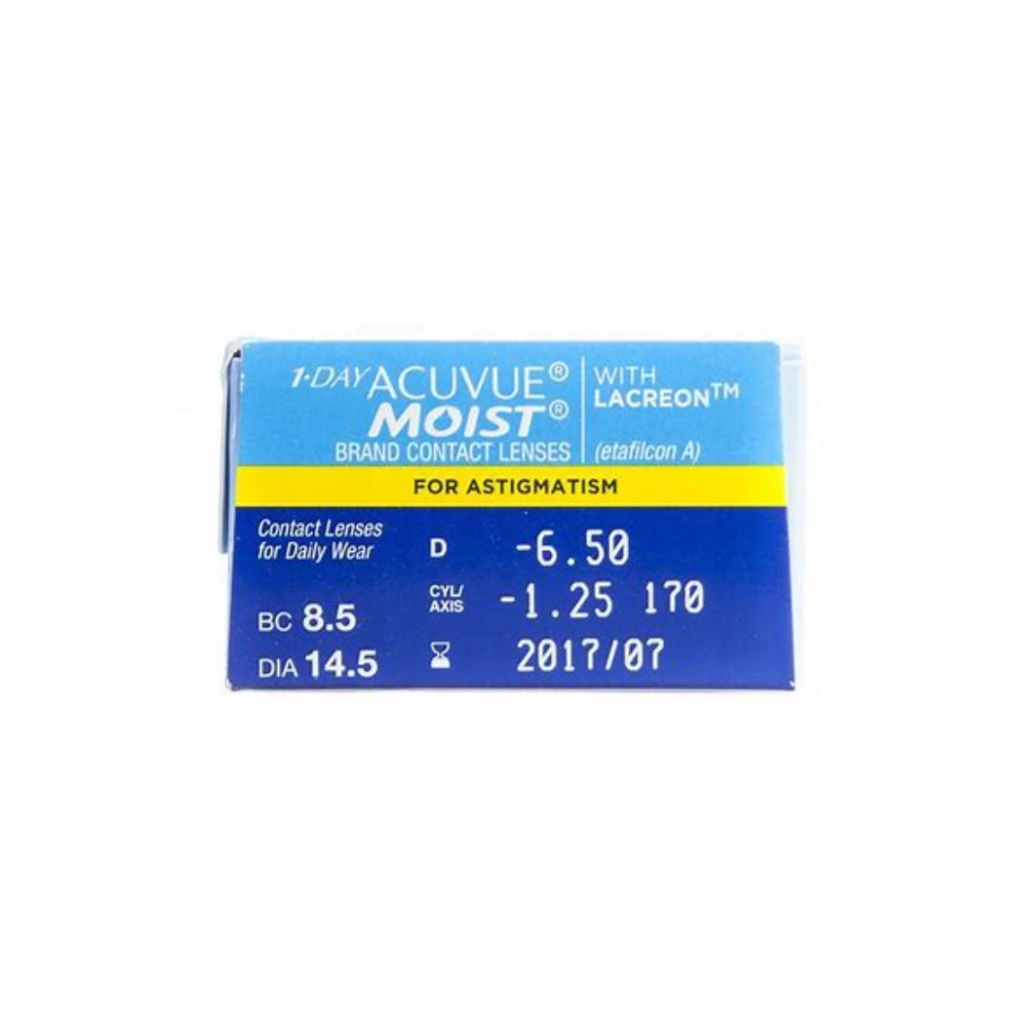 1•DAY ACUVUE®
MOIST®
BRAND CONTACT LENSES
WITH
LACREON™
(etafilcon A)
FOR ASTIGMATISM
Contact Lenses
for Daily Wear
BC 8.5
DIA 14.5
D -6.50
CYL/
AXIS -1.25 170
2017/07